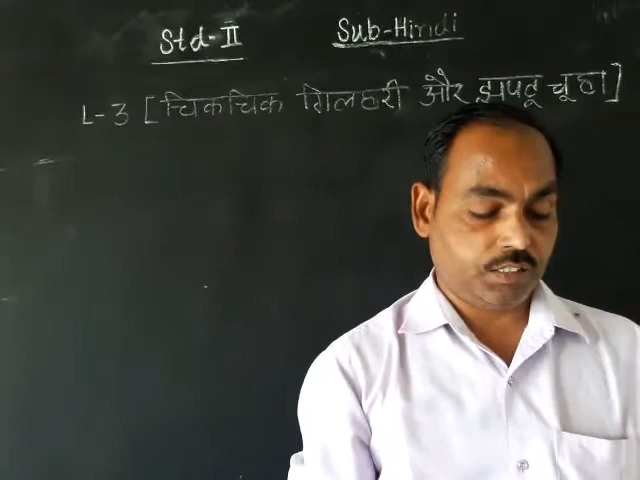 Std-II Sub-Hindi
L-3 [चिकचिक गिलहरी और झपटू चूहा]